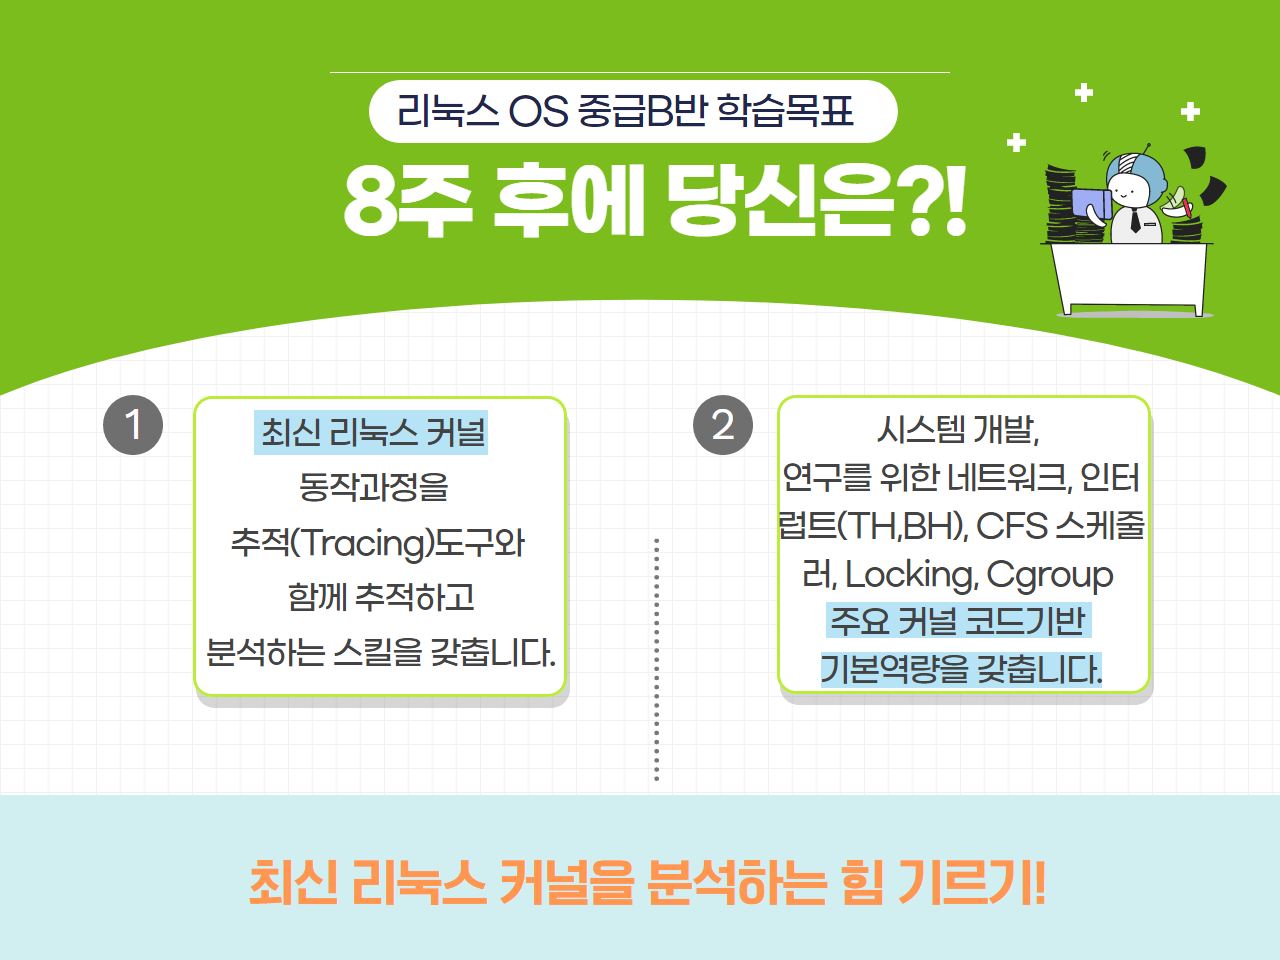 리눅스 OS 중급B반 학습목표
8주 후에 당신은?!
1
최신 리눅스 커널
동작과정을
추적(Tracing)도구와
함께 추적하고
분석하는 스킬을 갖춥니다.
2
시스템 개발,
연구를 위한 네트워크, 인터
럽트(TH,BH), CFS 스케줄
러, Locking, Cgroup
주요 커널 코드기반
기본역량을 갖춥니다.
최신 리눅스 커널을 분석하는 힘 기르기!